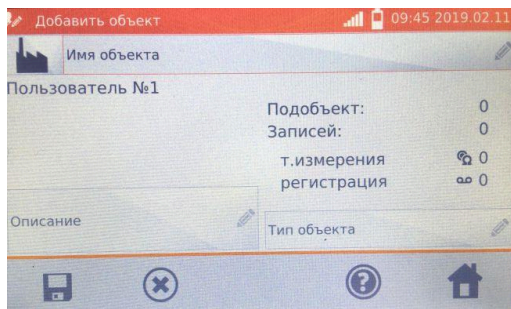 Добавить объект 09:45 2019.02.11
Имя объекта
Пользователь №1
Подобъект: 0
Записей: 0
т.измерения 0
регистрация 0
Описание
Тип объекта